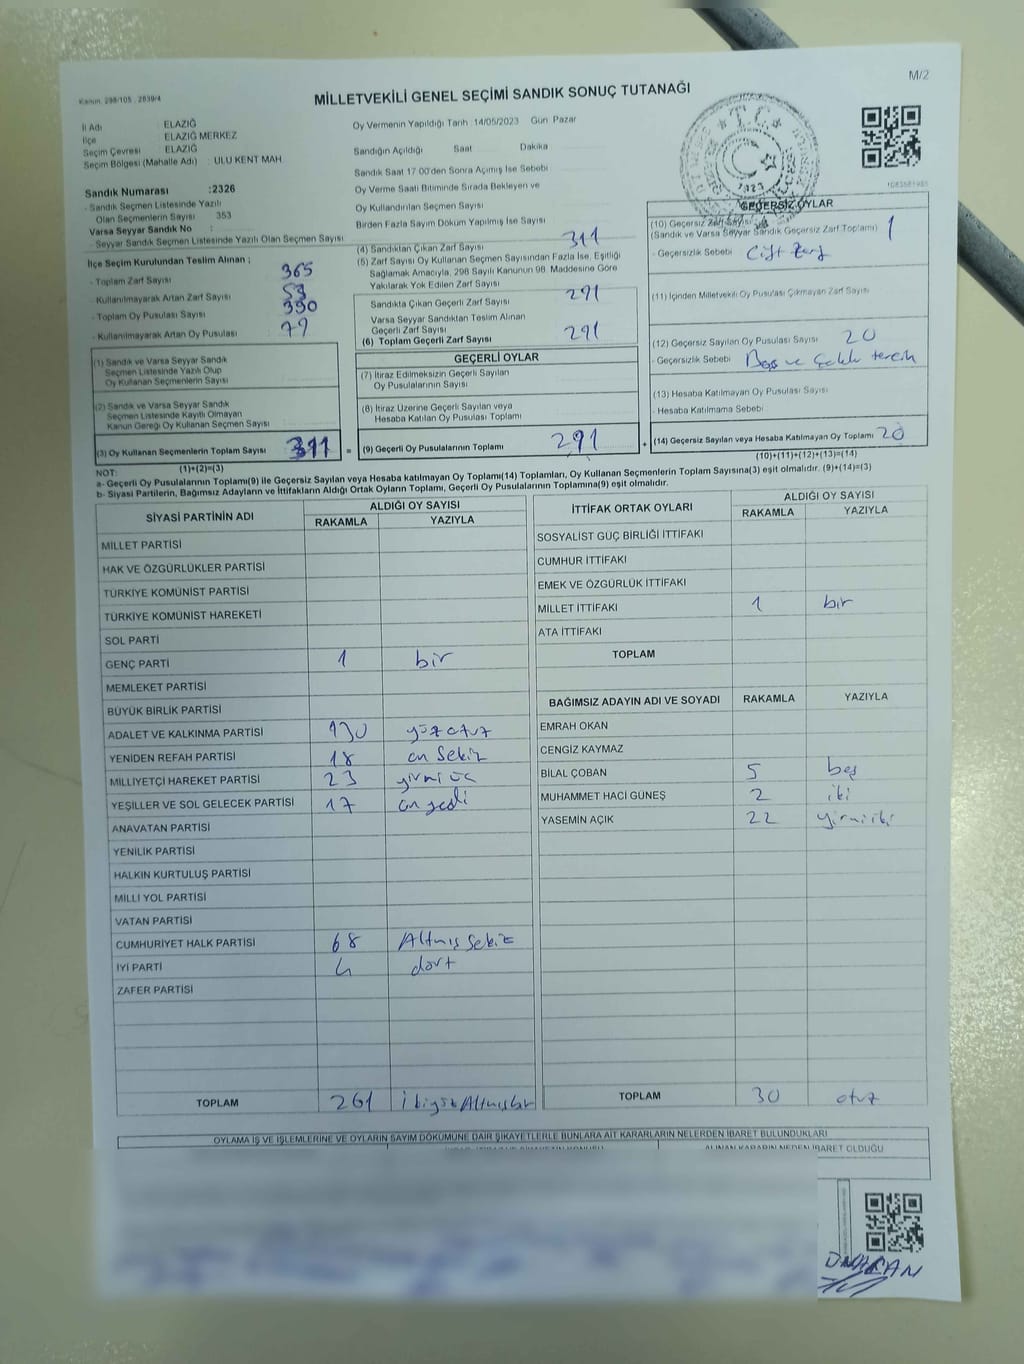 Kanun. 298/105 , 2839/4
M/2
MİLLETVEKİLİ GENEL SEÇİMİ SANDIK SONUÇ TUTANAĞI
İl Adı : ELAZIĞ
İlçe : ELAZIĞ MERKEZ
Seçim Çevresi : ELAZIĞ
Seçim Bölgesi (Mahalle Adı) : ULU KENT MAH
Sandık Numarası :2326
- Sandık Seçmen Listesinde Yazılı
Olan Seçmenlerin Sayısı : 353
Varsa Seyyar Sandık No :
- Seyyar Sandık Seçmen Listesinde Yazılı Olan Seçmen Sayısı
İlçe Seçim Kurulundan Teslim Alınan ;
- Toplam Zarf Sayısı : 365
- Kullanılmayarak Artan Zarf Sayısı : 53
- Toplam Oy Pusulası Sayısı : 390
- Kullanılmayarak Artan Oy Pusulası : 79
(1) Sandık ve Varsa Seyyar Sandık
Seçmen Listesinde Yazılı Olup
Oy Kullanan Seçmenlerin Sayısı :
(2) Sandık ve Varsa Seyyar Sandık
Seçmen Listesinde Kayıtlı Olmayan
Kanun Gereği Oy Kullanan Seçmen Sayısı :
(3) Oy Kullanan Seçmenlerin Toplam Sayısı 311
(1)+(2)=(3)
Oy Vermenin Yapıldığı Tarih :14/05/2023 Gün Pazar
Sandığın Açıldığı Saat Dakika
Sandık Saat 17 00'den Sonra Açımış İse Sebebi
Oy Verme Saati Bitiminde Sırada Bekleyen ve
Oy Kullandırılan Seçmen Sayısı
Birden Fazla Sayım Döküm Yapılmış İse Sayısı
(4) Sandıktan Çıkan Zarf Sayısı 311
(5) Zarf Sayısı Oy Kullanan Seçmen Sayısından Fazla İse, Eşitliği
Sağlamak Amacıyla, 298 Sayılı Kanunun 98. Maddesine Göre
Yakılarak Yok Edilen Zarf Sayısı
Sandıkta Çıkan Geçerli Zarf Sayısı 291
Varsa Seyyar Sandıktan Teslim Alınan
Geçerli Zarf Sayısı
(6) Toplam Geçerli Zarf Sayısı 291
GEÇERLİ OYLAR
(7) İtiraz Edilmeksizin Geçerli Sayılan
Oy Pusulalarının Sayısı
(8) İtiraz Üzerine Geçerli Sayılan veya
Hesaba Katılan Oy Pusulası Toplamı
= (9) Geçerli Oy Pusulalarının Toplamı 291
T.C.
1923
1083581985
GEÇERSİZ OYLAR
(10) Geçersiz Zarf Sayısı 1
(Sandık ve Varsa Seyyar Sandık Geçersiz Zarf Toplamı)
- Geçersizlik Sebebi Çift Zarf
(11) İçinden Milletvekili Oy Pusulası Çıkmayan Zarf Sayısı
(12) Geçersiz Sayılan Oy Pusulası Sayısı 20
- Geçersizlik Sebebi Boş ve Çoklu tercih
(13) Hesaba Katılmayan Oy Pusulası Sayısı
- Hesaba Katılmama Sebebi
+ (14) Geçersiz Sayılan veya Hesaba Katılmayan Oy Toplamı 20
(10)+(11)+(12)+(13)=(14)
NOT:
a- Geçerli Oy Pusulalarının Toplamı(9) ile Geçersiz Sayılan veya Hesaba katılmayan Oy Toplamı(14) Toplamları, Oy Kullanan Seçmenlerin Toplam Sayısına(3) eşit olmalıdır. (9)+(14)=(3)
b- Siyasi Partilerin, Bağımsız Adayların ve İttifakların Aldığı Ortak Oyların Toplamı, Geçerli Oy Pusulalarının Toplamına(9) eşit olmalıdır.
SİYASİ PARTİNİN ADI ALDIĞI OY SAYISI
RAKAMLA YAZIYLA
MİLLET PARTİSİ
HAK VE ÖZGÜRLÜKLER PARTİSİ
TÜRKİYE KOMÜNİST PARTİSİ
TÜRKİYE KOMÜNİST HAREKETİ
SOL PARTİ
GENÇ PARTİ 1 bir
MEMLEKET PARTİSİ
BÜYÜK BİRLİK PARTİSİ
ADALET VE KALKINMA PARTİSİ 130 yüz otuz
YENİDEN REFAH PARTİSİ 18 on sekiz
MİLLİYETÇİ HAREKET PARTİSİ 23 yirmi üç
YEŞİLLER VE SOL GELECEK PARTİSİ 17 on yedi
ANAVATAN PARTİSİ
YENİLİK PARTİSİ
HALKIN KURTULUŞ PARTİSİ
MİLLİ YOL PARTİSİ
VATAN PARTİSİ
CUMHURİYET HALK PARTİSİ 68 Altmış Sekiz
İYİ PARTİ 4 dört
ZAFER PARTİSİ
TOPLAM 261 ikiyüz Altmışbir
İTTİFAK ORTAK OYLARI ALDIĞI OY SAYISI
RAKAMLA YAZIYLA
SOSYALİST GÜÇ BİRLİĞİ İTTİFAKI
CUMHUR İTTİFAKI
EMEK VE ÖZGÜRLÜK İTTİFAKI
MİLLET İTTİFAKI 1 bir
ATA İTTİFAKI
TOPLAM
BAĞIMSIZ ADAYIN ADI VE SOYADI RAKAMLA YAZIYLA
EMRAH OKAN
CENGİZ KAYMAZ
BİLAL ÇOBAN 5 beş
MUHAMMET HACI GÜNEŞ 2 iki
YASEMİN AÇIK 22 yirmi iki
TOPLAM 30 otuz
OYLAMA İŞ VE İŞLEMLERİNE VE OYLARIN SAYIM DÖKÜMÜNE DAİR ŞİKAYETLERLE BUNLARA AİT KARARLARIN NELERDEN İBARET BULUNDUKLARI
ALINAN KARARIN NEDEN İBARET OLDUĞU